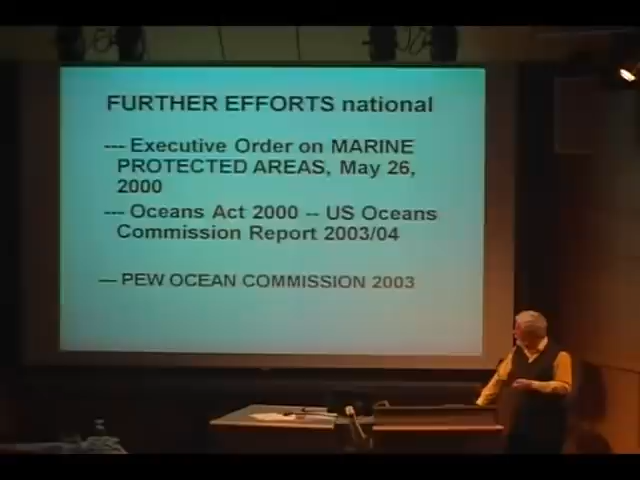 FURTHER EFFORTS national
--- Executive Order on MARINE
PROTECTED AREAS, May 26,
2000
--- Oceans Act 2000 -- US Oceans
Commission Report 2003/04
--- PEW OCEAN COMMISSION 2003